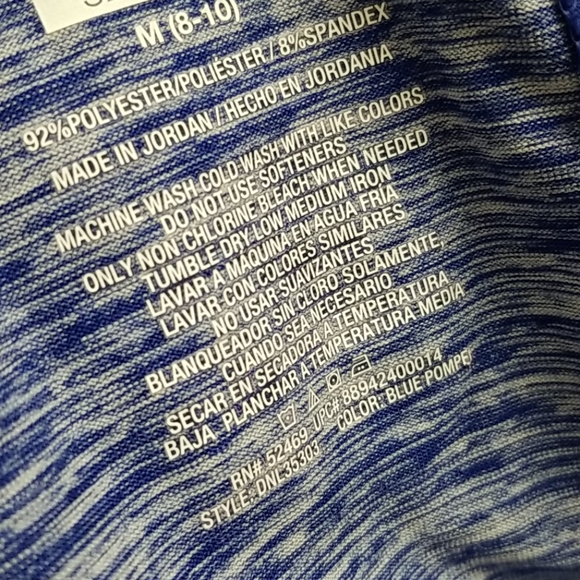 M (8-10)
92%POLYESTER/POLIÉSTER / 8%SPANDEX
MADE IN JORDAN / HECHO EN JORDANIA
MACHINE WASH COLD-WASH WITH LIKE COLORS
DO NOT USE SOFTENERS
ONLY NON CHLORINE BLEACH WHEN NEEDED
TUMBLE DRY-LOW MEDIUM IRON
LAVAR A MAQUINA EN AGUA FRIA
LAVAR-CON COLORES SIMILARES
NO USAR SUAVIZANTES
BLANQUEADOR SIN CLORO SOLAMENTE,
CUANDO SEA NECESARIO
SECAR EN SECADORA A TEMPERATURA
BAJA, PLANCHAR A TEMPERATURA MEDIA
RN# 52469 UPC# 889424000014
STYLE: DNL35303 COLOR: BLUE POMPEI